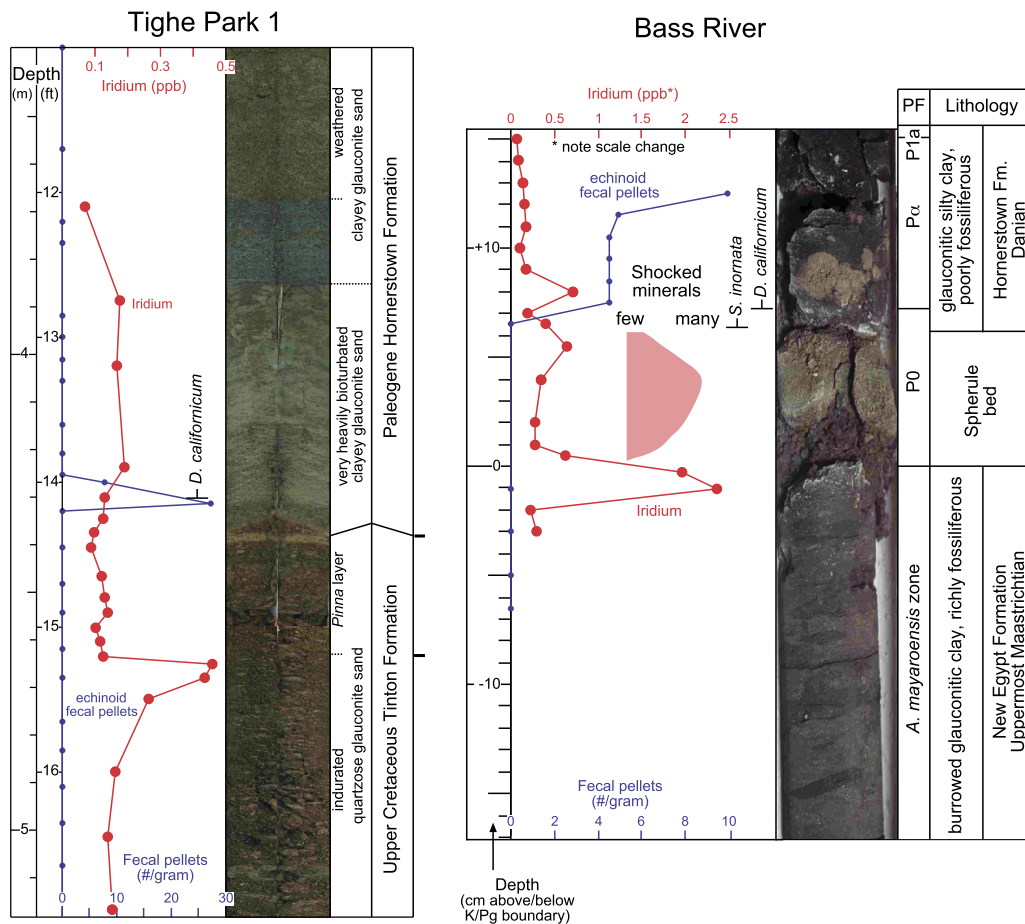 Tighe Park 1
Depth
(m)
(ft)
0.1
0.3
0.5
Iridium (ppb)
12
13
-4
14
15
16
-5
Iridium
D. californicum
echinoid
fecal pellets
Fecal pellets
(#/gram)
0
10
20
30
weathered
clayey glauconite sand
very heavily bioturbated
clayey glauconite sand
Pinna layer
indurated
quartzose glauconite sand
Paleogene Hornerstown Formation
Upper Cretaceous Tinton Formation
Bass River
Iridium (ppb*)
0
0.5
1
1.5
2
2.5
* note scale change
echinoid
fecal pellets
+10
-0
-10
Shocked
minerals
few
many
S. inornata
D. californicum
Iridium
Fecal pellets
(#/gram)
0
2
4
6
8
10
Depth
(cm above/below
K/Pg boundary)
PF
Lithology
P1a
Pα
P0
A. mayaroensis zone
glauconitic silty clay,
poorly fossiliferous
Hornerstown Fm.
Danian
Spherule
bed
burrowed glauconitic clay, richly fossiliferous
New Egypt Formation
Uppermost Maastrichtian